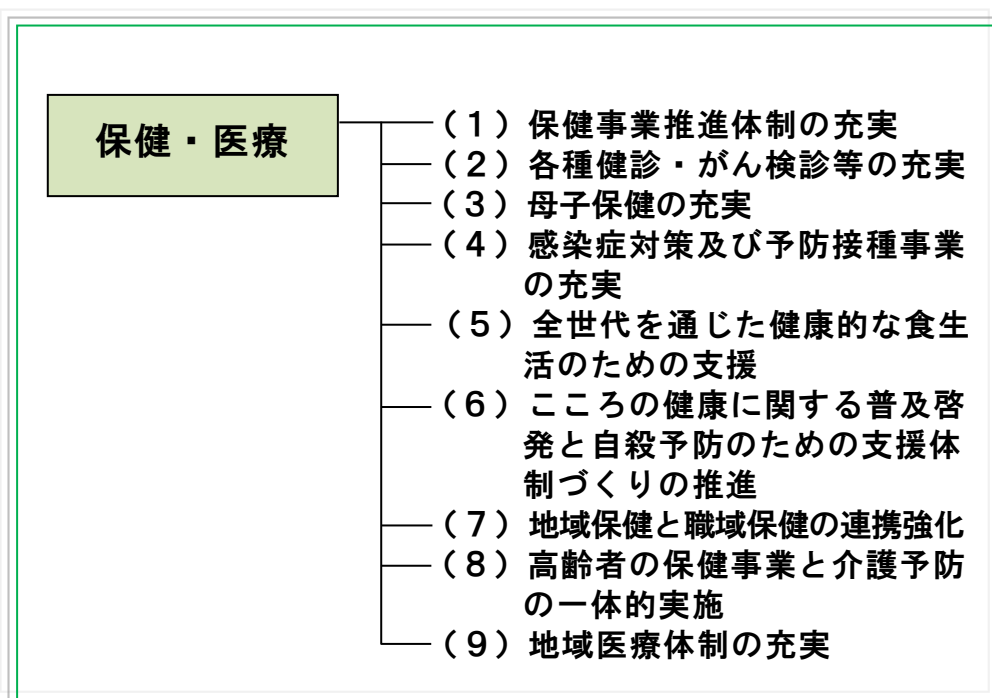 保健・医療
（１）保健事業推進体制の充実
（２）各種健診・がん検診等の充実
（３）母子保健の充実
（４）感染症対策及び予防接種事業
の充実
（５）全世代を通じた健康的な食生
活のための支援
（６）こころの健康に関する普及啓
発と自殺予防のための支援体
制づくりの推進
（７）地域保健と職域保健の連携強化
（８）高齢者の保健事業と介護予防
の一体的実施
（９）地域医療体制の充実